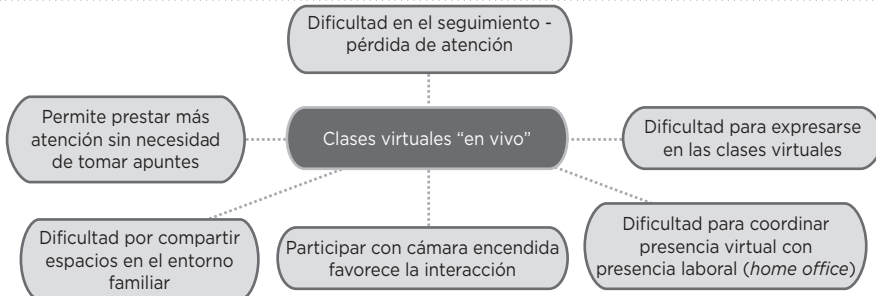 Dificultad en el seguimiento -
pérdida de atención
Permite prestar más
atención sin necesidad
de tomar apuntes
Clases virtuales “en vivo”
Dificultad para expresarse
en las clases virtuales
Dificultad por compartir
espacios en el entorno
familiar
Participar con cámara encendida
favorece la interacción
Dificultad para coordinar
presencia virtual con
presencia laboral (home office)